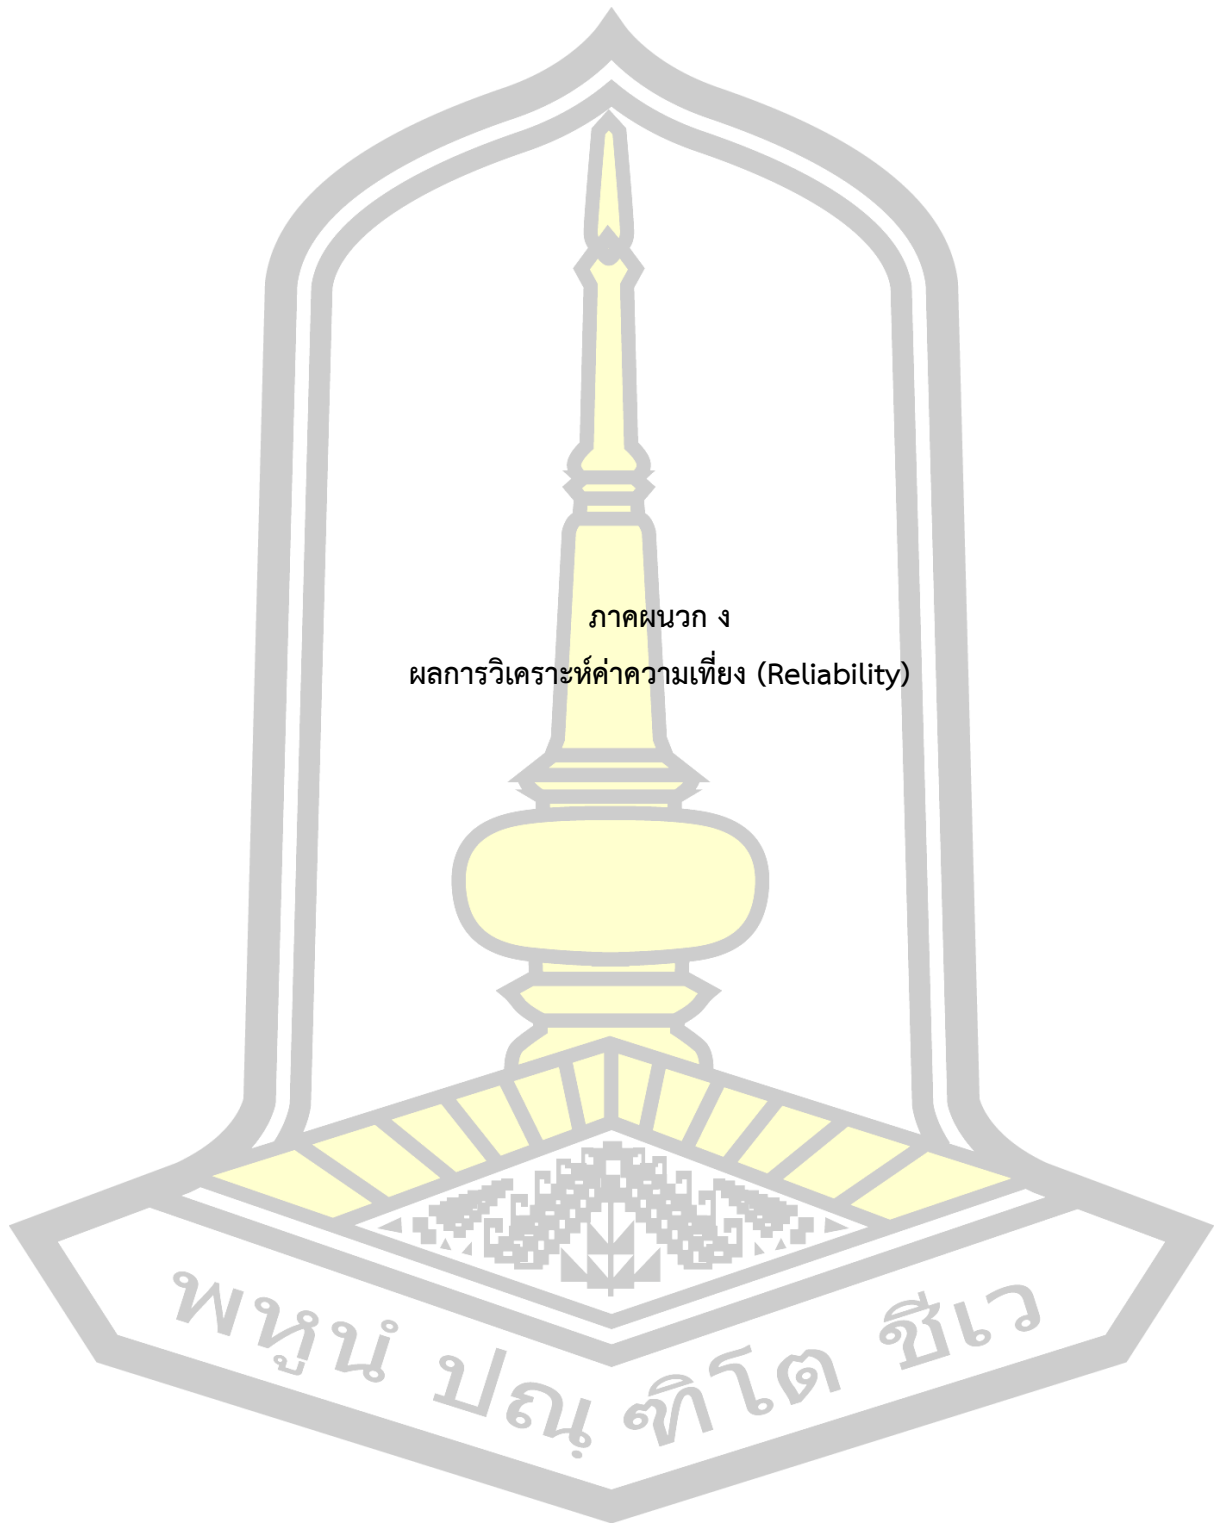 ภาคผนวก ง
ผลการวิเคราะห์ค่าความเที่ยง (Reliability)
พหูนํ ปณฺฑิโต ชีเว